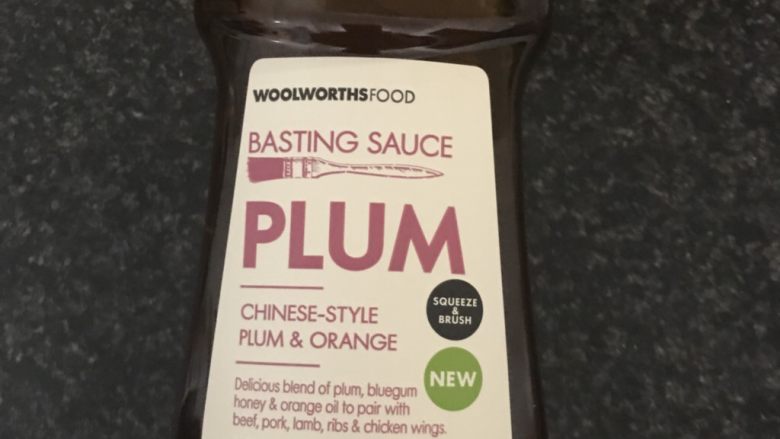 WOOLWORTHSFOOD
BASTING SAUCE
PLUM
CHINESE-STYLE
PLUM & ORANGE
SQUEEZE
&
BRUSH
NEW
Delicious blend of plum, bluegum
honey & orange oil to pair with
beef, pork, lamb, ribs & chicken wings.